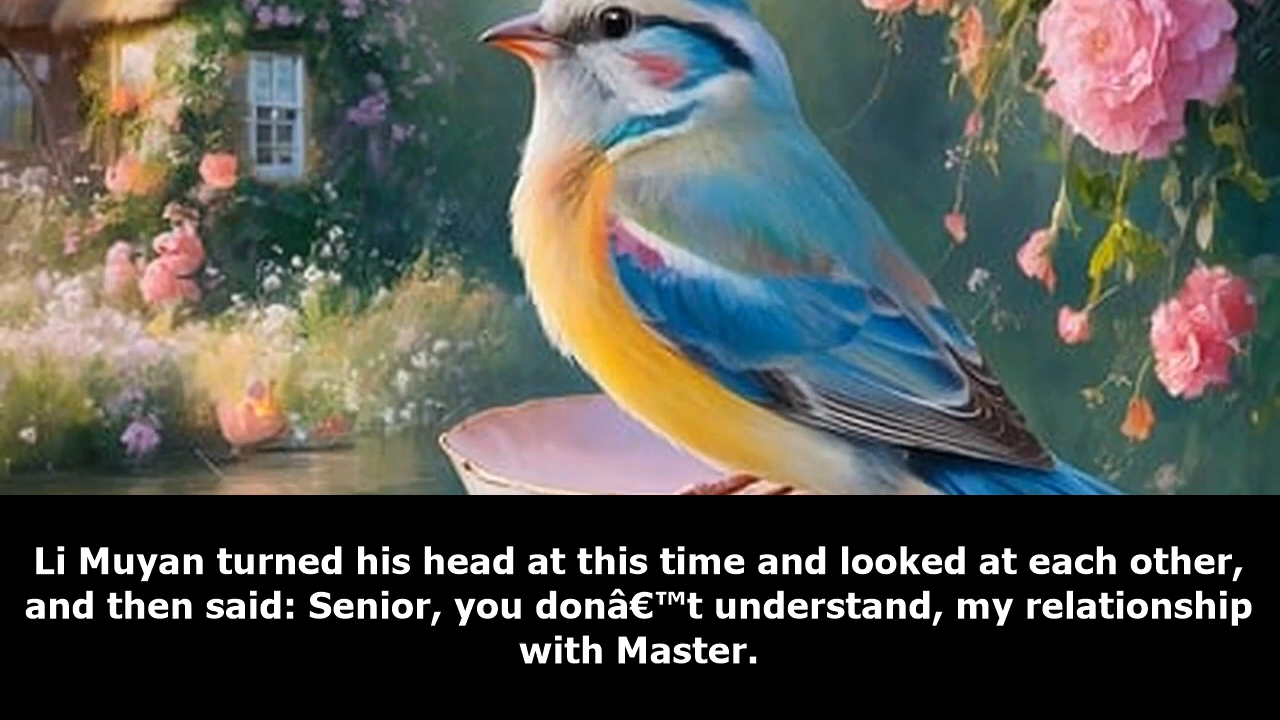 Li Muyan turned his head at this time and looked at each other,
and then said: Senior, you donâ€™t understand, my relationship
with Master.